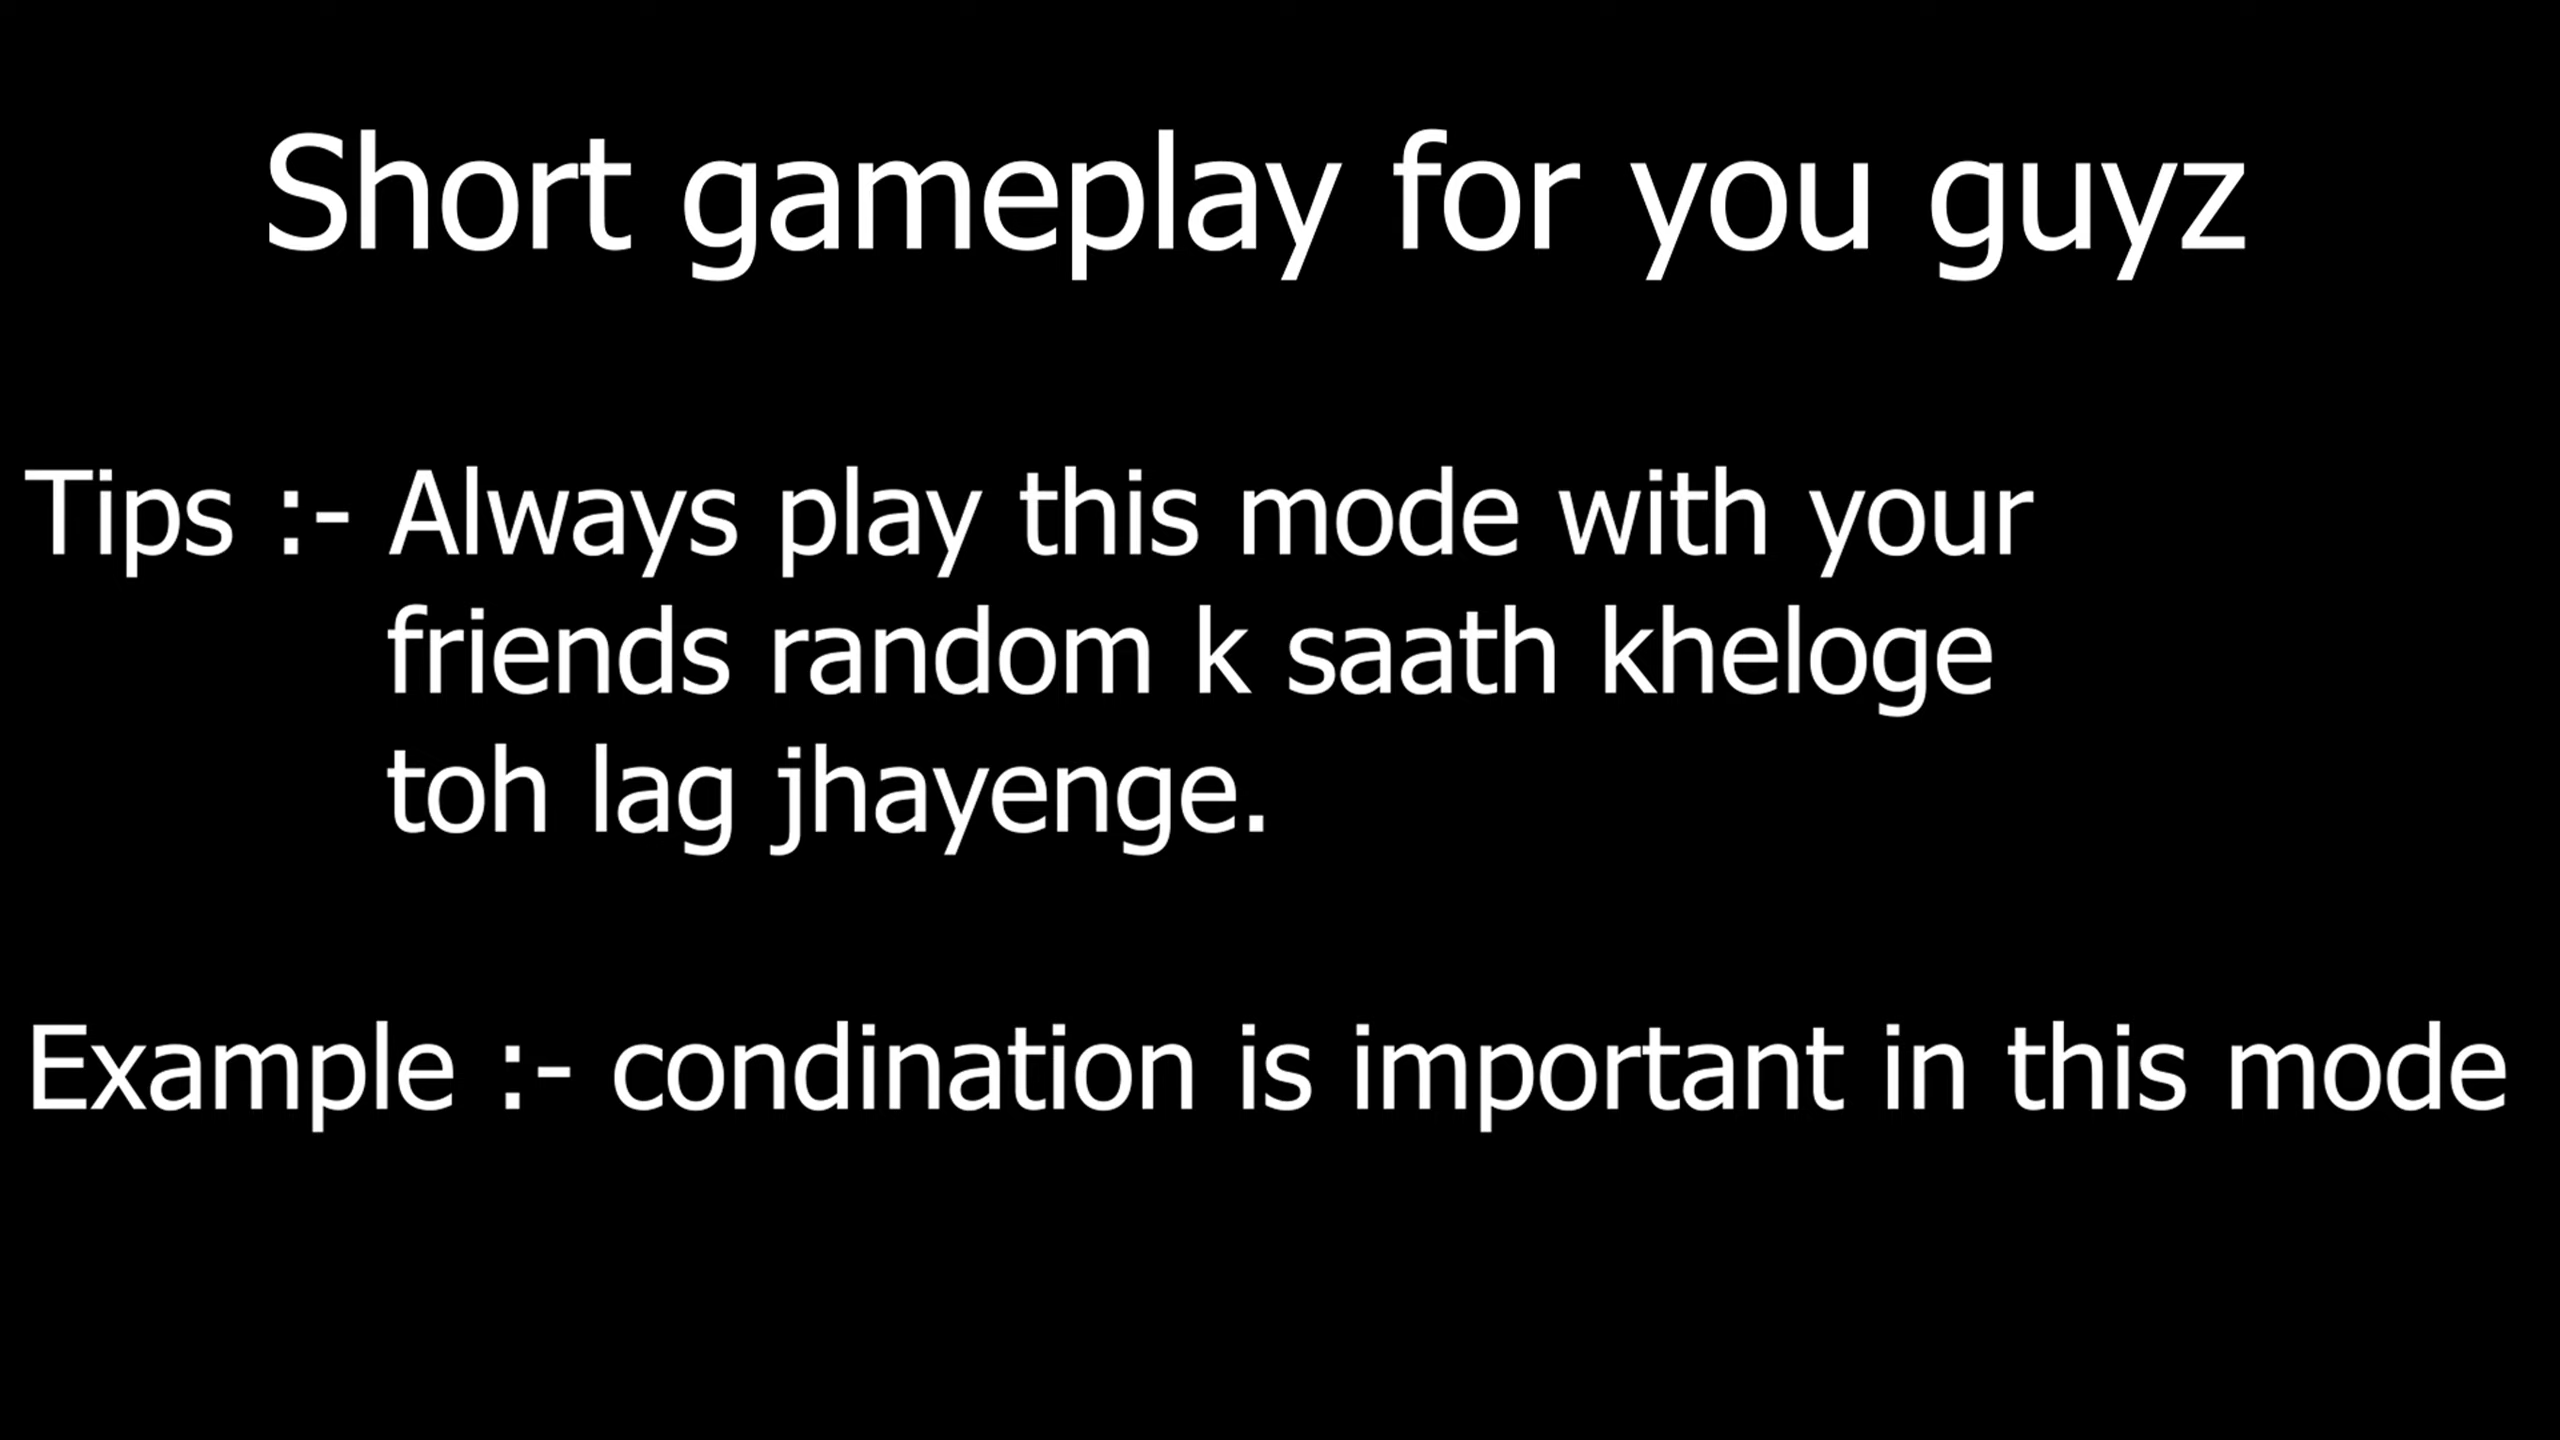 Short gameplay for you guyz
Tips :- Always play this mode with your
friends random k saath kheloge
toh lag jhayenge.
Example :- condination is important in this mode